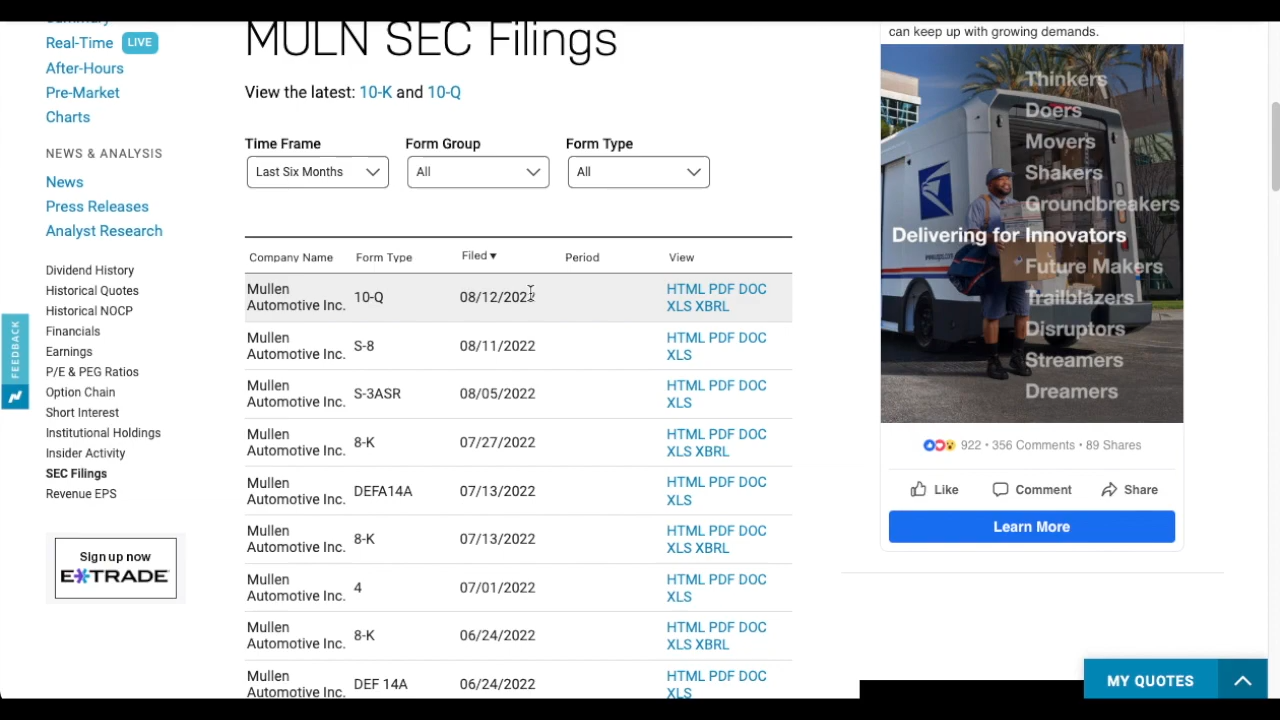 Summary
Real-Time LIVE
After-Hours
Pre-Market
Charts
NEWS & ANALYSIS
News
Press Releases
Analyst Research
Dividend History
Historical Quotes
Historical NOCP
Financials
Earnings
P/E & PEG Ratios
Option Chain
Short Interest
Institutional Holdings
Insider Activity
SEC Filings
Revenue EPS
FEEDBACK
Sign up now
E*TRADE
MULN SEC Filings
View the latest: 10-K and 10-Q
Time Frame Form Group Form Type
Last Six Months All All
Company Name Form Type Filed ▼ Period View
Mullen HTML PDF DOC
Automotive Inc. 10-Q 08/12/2022 XLS XBRL
Mullen HTML PDF DOC
Automotive Inc. S-8 08/11/2022 XLS
Mullen HTML PDF DOC
Automotive Inc. S-3ASR 08/05/2022 XLS
Mullen HTML PDF DOC
Automotive Inc. 8-K 07/27/2022 XLS XBRL
Mullen HTML PDF DOC
Automotive Inc. DEFA14A 07/13/2022 XLS
Mullen HTML PDF DOC
Automotive Inc. 8-K 07/13/2022 XLS XBRL
Mullen HTML PDF DOC
Automotive Inc. 4 07/01/2022 XLS
Mullen HTML PDF DOC
Automotive Inc. 8-K 06/24/2022 XLS XBRL
Mullen HTML PDF DOC
Automotive Inc. DEF 14A 06/24/2022 XLS
can keep up with growing demands.
Thinkers
Doers
Movers
Shakers
Groundbreakers
Delivering for Innovators
Future Makers
Trailblazers
Disruptors
Streamers
Dreamers
922 • 356 Comments • 89 Shares
Like Comment Share
Learn More
MY QUOTES